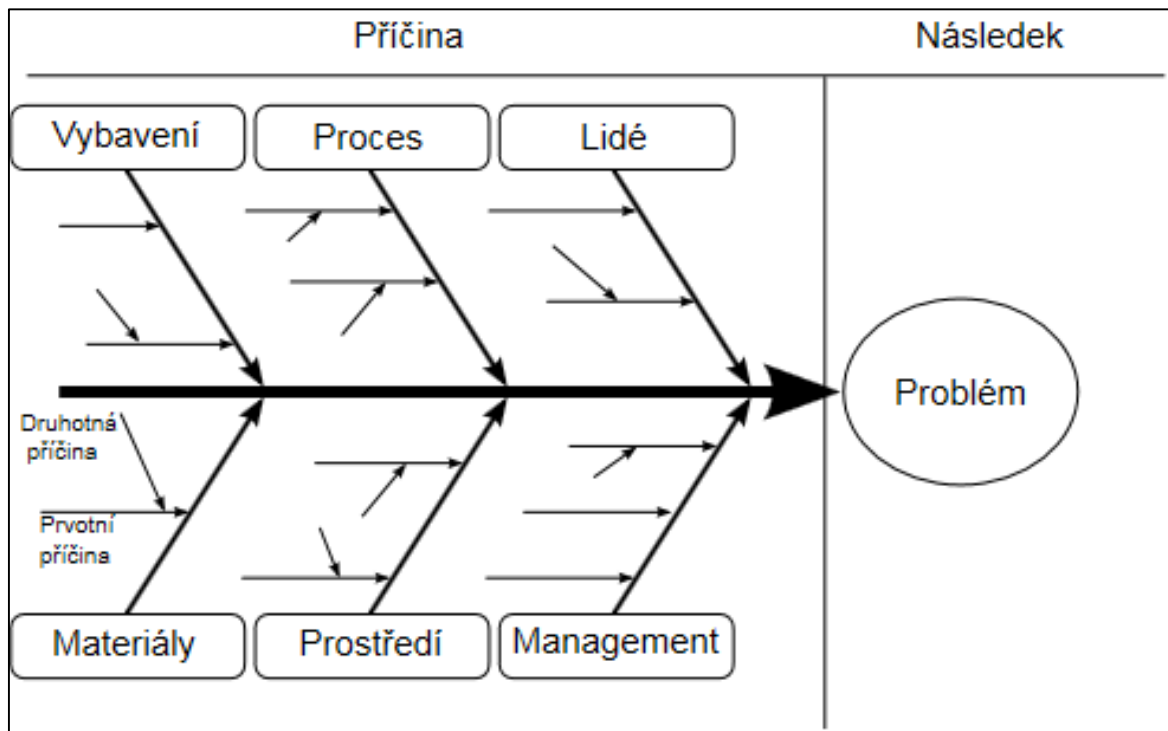 Příčina
Následek
Vybavení
Proces
Lidé
Problém
Druhotná
příčina
Prvotní
příčina
Materiály
Prostředí
Management